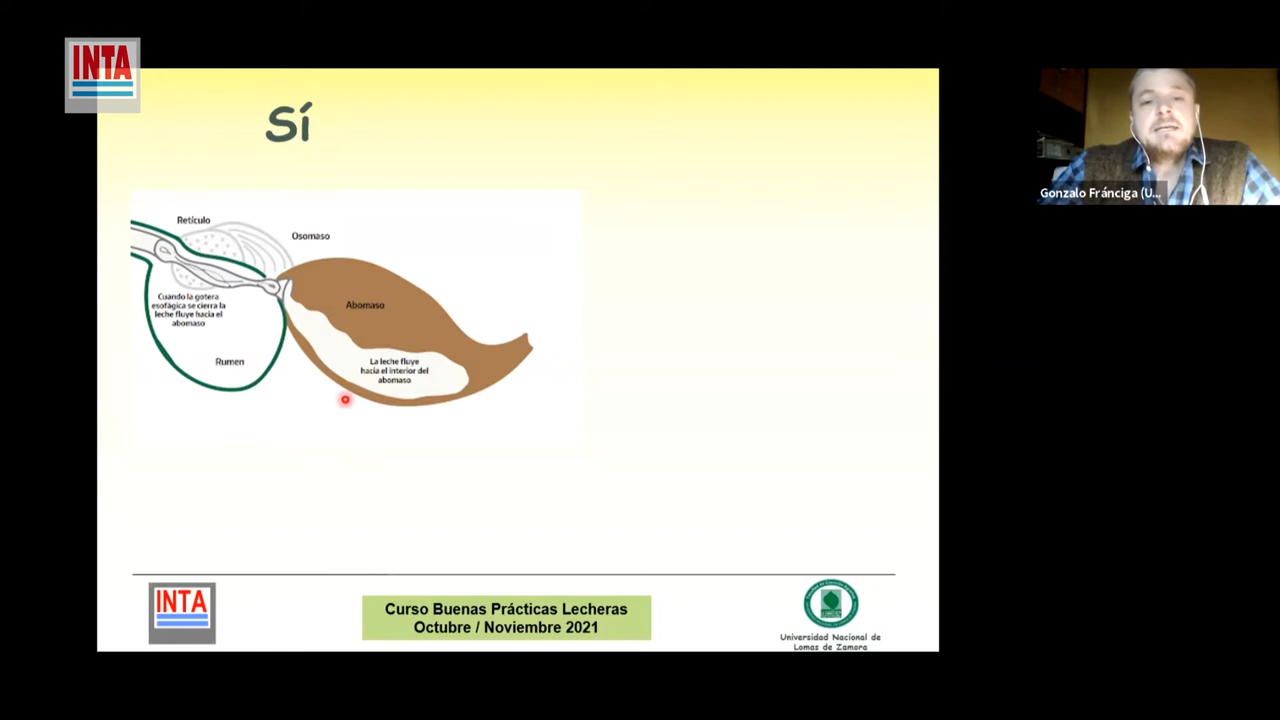 INTA
Sí
Retículo
Osomaso
Cuando la gotera
esofágica se cierra la
leche fluye hacia el
abomaso
Abomaso
Rumen
La leche fluye
hacia el interior del
abomaso
INTA
Curso Buenas Prácticas Lecheras
Octubre / Noviembre 2021
Universidad Nacional de
Lomas de Zamora
Gonzalo Fránciga (U...